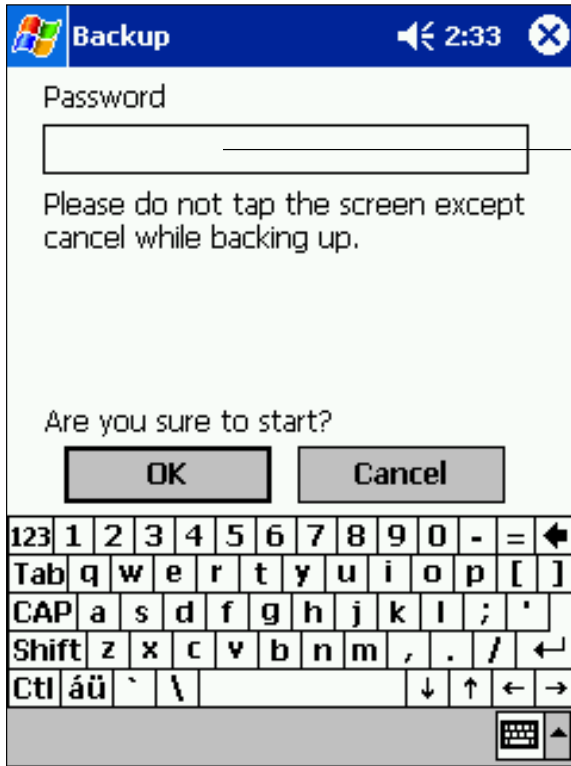 Backup 2:33
Password
Please do not tap the screen except
cancel while backing up.
Are you sure to start?
OK Cancel
123 1 2 3 4 5 6 7 8 9 0 - =
Tab q w e r t y u i o p [ ]
CAP a s d f g h j k l ; '
Shift z x c v b n m , . /
Ctl áü ` \ ↓ ↑ ← →